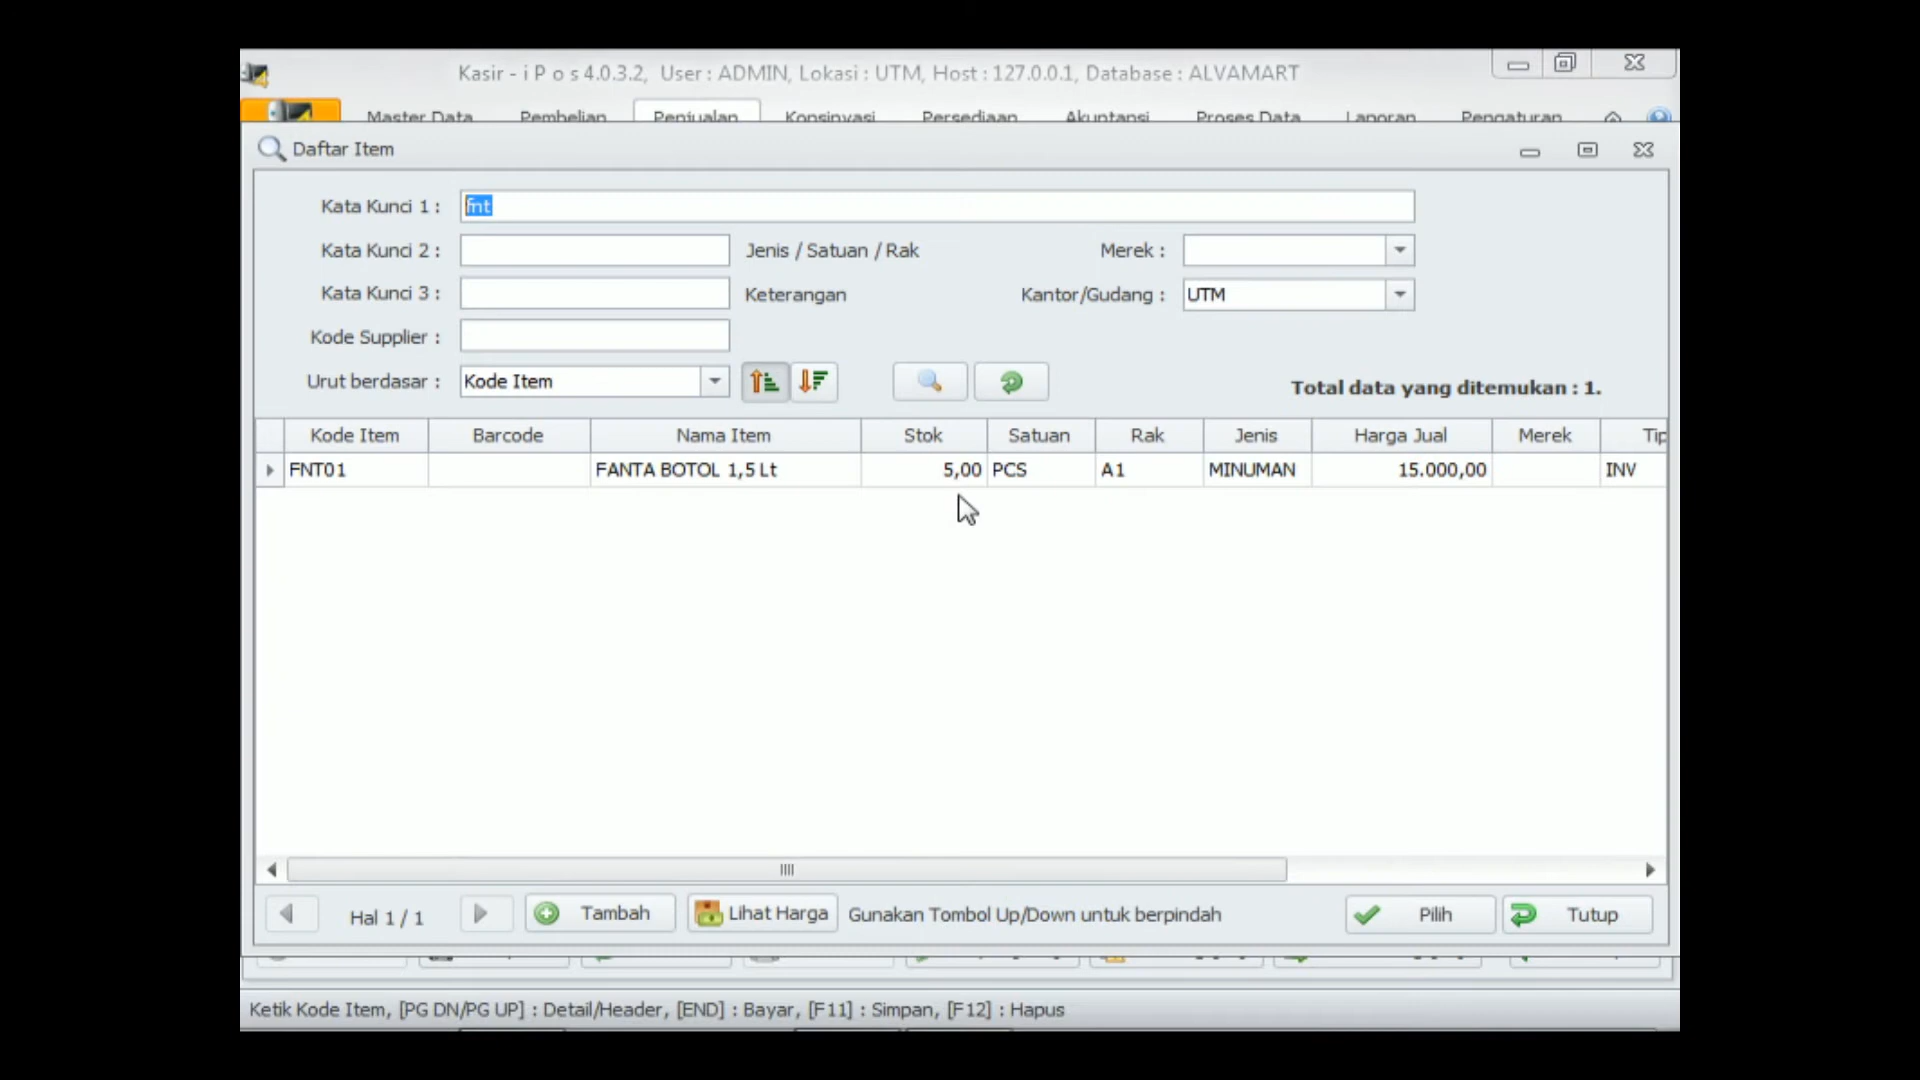 Kasir - i P o s 4.0.3.2, User : ADMIN, Lokasi : UTM, Host : 127.0.0.1, Database : ALVAMART
Master Data Pembelian Penjualan Konsinyasi Persediaan Akuntansi Proses Data Laporan Pengaturan
Daftar Item
Kata Kunci 1 : fnt
Kata Kunci 2 : Jenis / Satuan / Rak Merek :
Kata Kunci 3 : Keterangan Kantor/Gudang : UTM
Kode Supplier :
Urut berdasar : Kode Item Total data yang ditemukan : 1.
Kode Item Barcode Nama Item Stok Satuan Rak Jenis Harga Jual Merek Tip
FNT01 FANTA BOTOL 1,5 Lt 5,00 PCS A1 MINUMAN 15.000,00 INV
Hal 1 / 1 Tambah Lihat Harga Gunakan Tombol Up/Down untuk berpindah Pilih Tutup
Ketik Kode Item, [PG DN/PG UP] : Detail/Header, [END] : Bayar, [F11] : Simpan, [F12] : Hapus